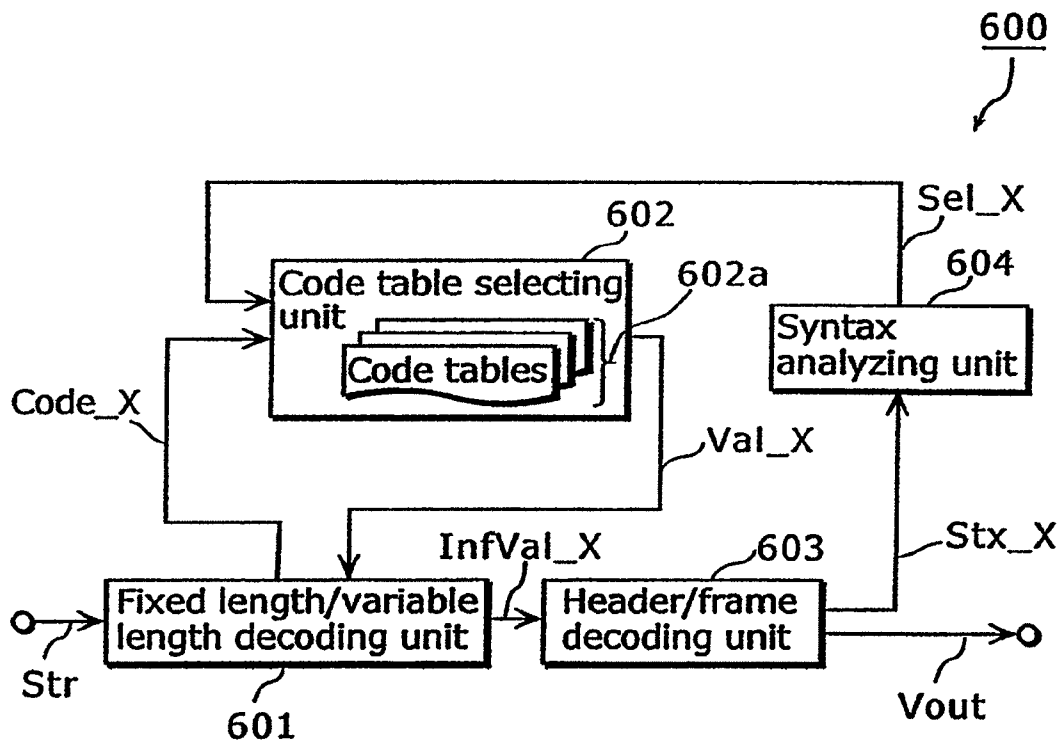 600
Sel_X
602
604
602a
Code table selecting
unit
Code tables
Syntax
analyzing unit
Code_X
Val_X
InfVal_X
603
Stx_X
Fixed length/variable
length decoding unit
Header/frame
decoding unit
Str
601
Vout